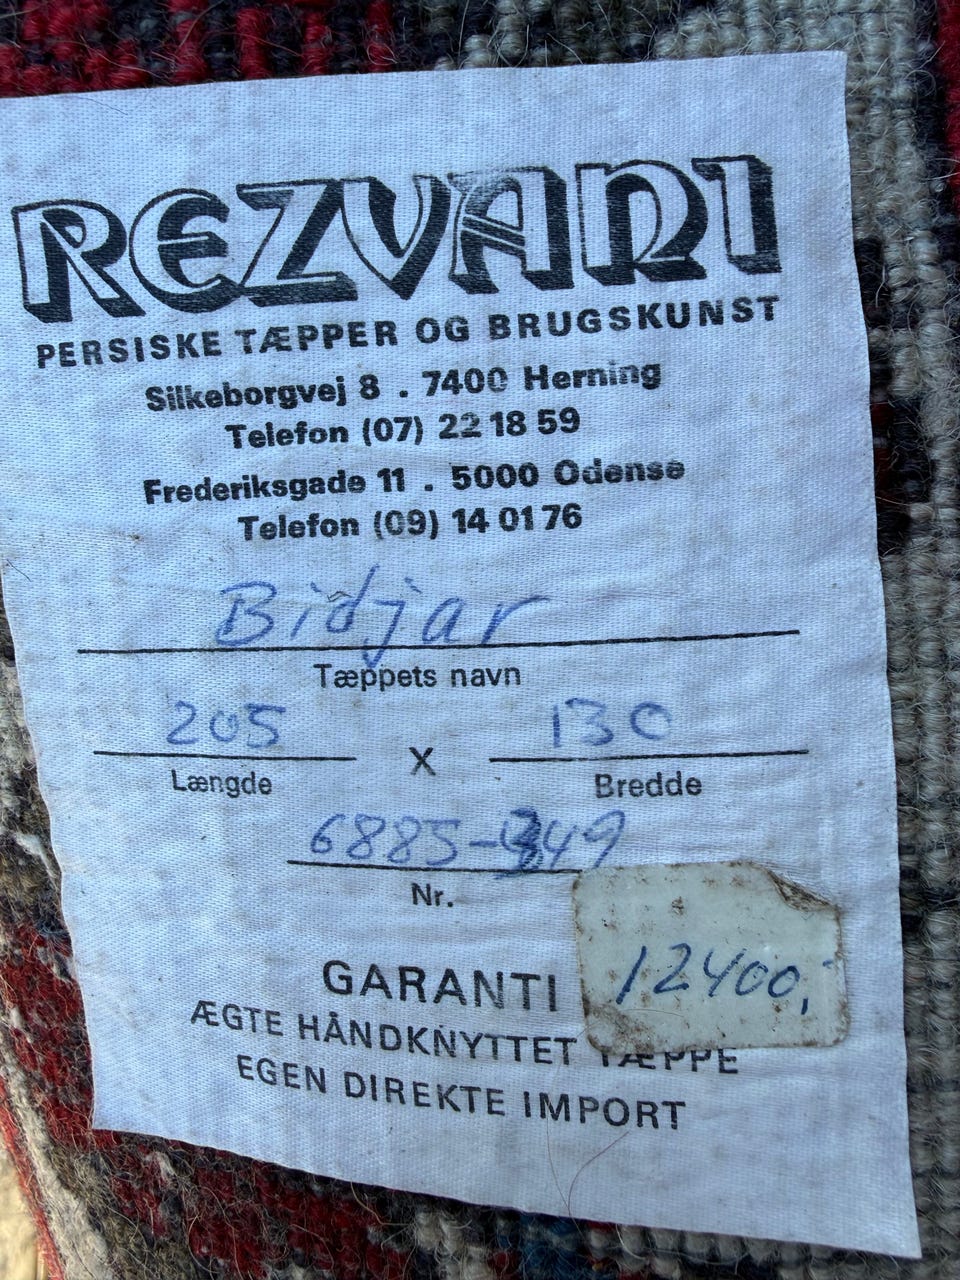 REZVANI
PERSISKE TÆPPER OG BRUGSKUNST
Silkeborgvej 8 . 7400 Herning
Telefon (07) 22 18 59
Frederiksgade 11 . 5000 Odense
Telefon (09) 14 01 76
Bidjar
Tæppets navn
205 X 130
Længde Bredde
6885-349
Nr.
12400,-
GARANTI
ÆGTE HÅNDKNYTTET TÆPPE
EGEN DIREKTE IMPORT